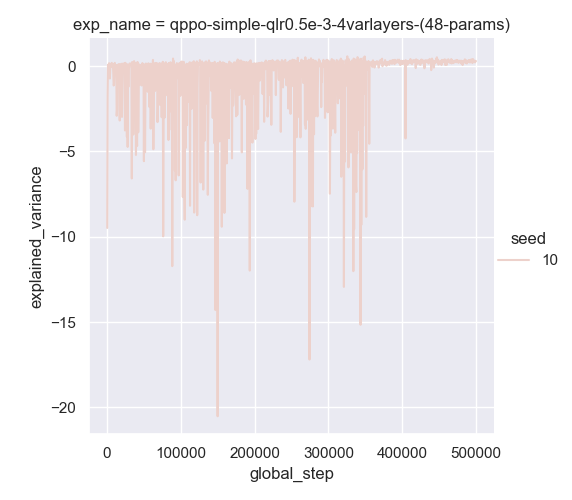 exp_name = qppo-simple-qlr0.5e-3-4varlayers-(48-params)
0
−5
−10
−15
−20
explained_variance
0 100000 200000 300000 400000 500000
global_step
seed
10